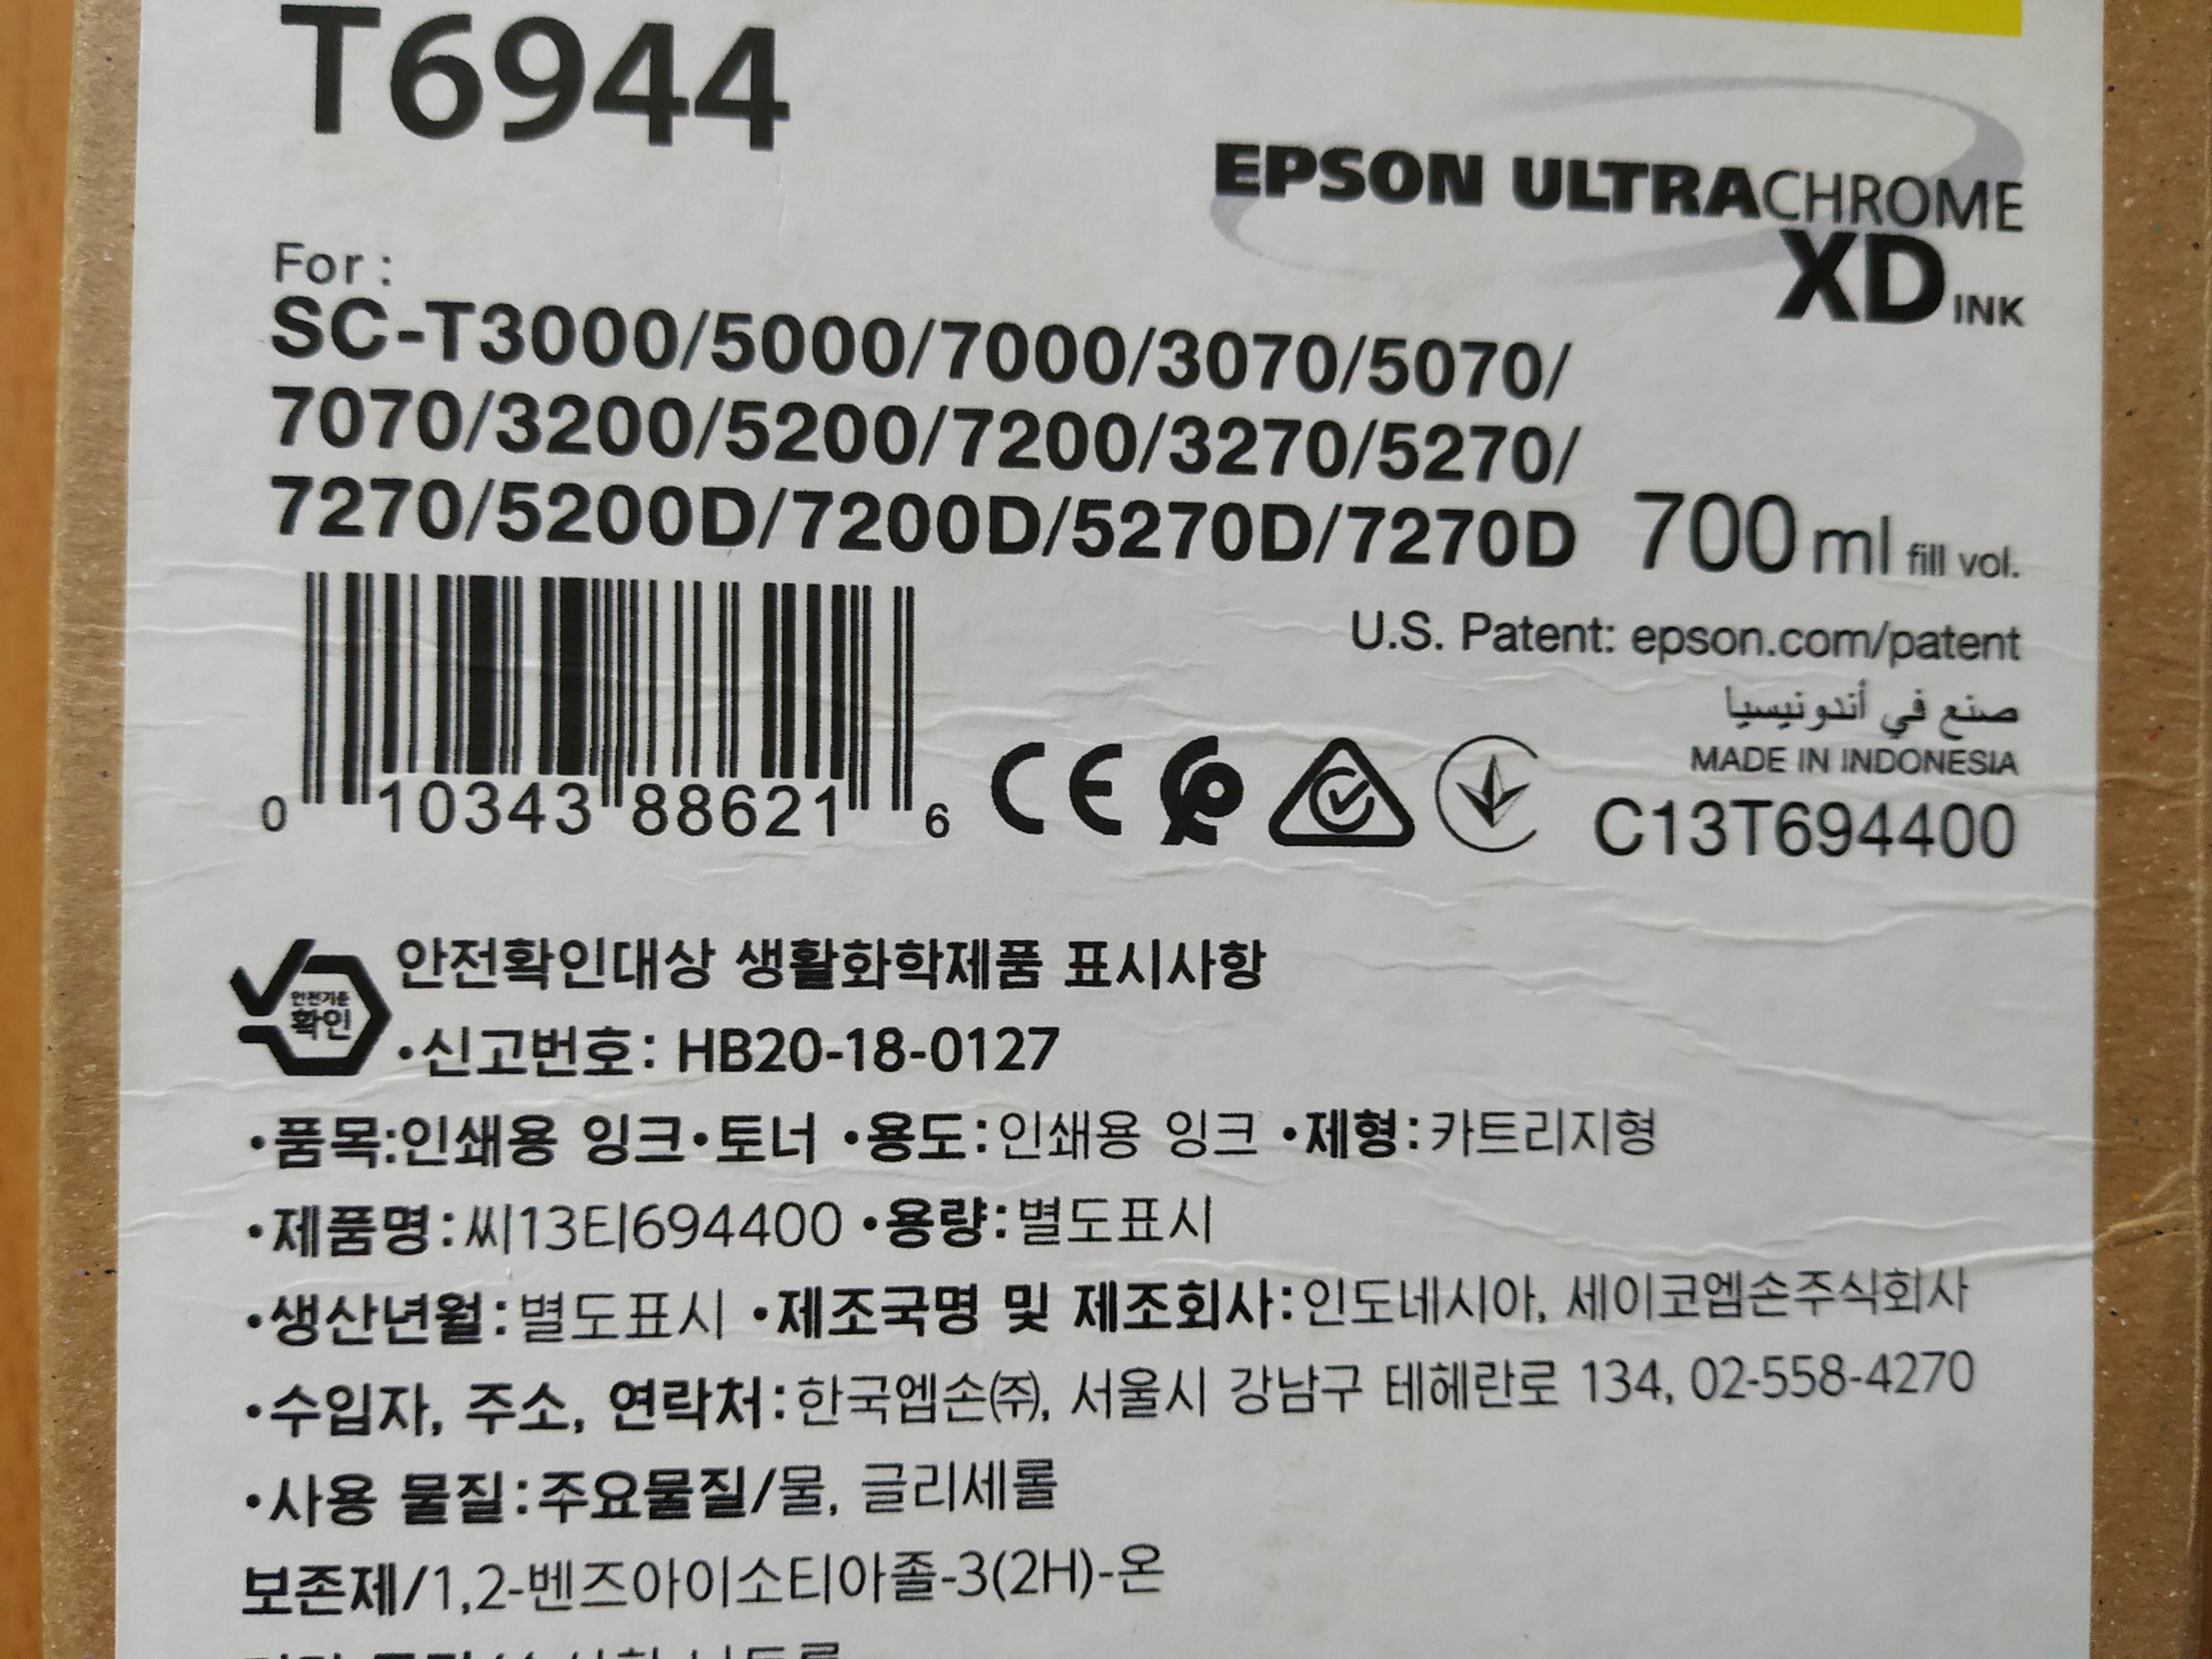 T6944
EPSON ULTRACHROME
XD INK
For :
SC-T3000/5000/7000/3070/5070/
7070/3200/5200/7200/3270/5270/
7270/5200D/7200D/5270D/7270D
700 ml fill vol.
U.S. Patent: epson.com/patent
صنع في أندونيسيا
MADE IN INDONESIA
C13T694400
0 10343 88621 6
CE
안전기준
확인
안전확인대상 생활화학제품 표시사항
•신고번호: HB20-18-0127
•품목:인쇄용 잉크•토너 •용도:인쇄용 잉크 •제형:카트리지형
•제품명:씨13티694400 •용량:별도표시
•생산년월:별도표시 •제조국명 및 제조회사:인도네시아, 세이코엡손주식회사
•수입자, 주소, 연락처:한국엡손㈜, 서울시 강남구 테헤란로 134, 02-558-4270
•사용 물질:주요물질/물, 글리세롤
보존제/1,2-벤즈아이소티아졸-3(2H)-온